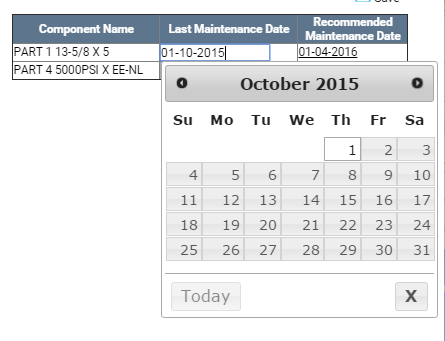 Component Name Last Maintenance Date Recommended Maintenance Date
PART 1 13-5/8 X 5 01-10-2015 01-04-2016
PART 4 5000PSI X EE-NL
October 2015
Su Mo Tu We Th Fr Sa
1 2 3
4 5 6 7 8 9 10
11 12 13 14 15 16 17
18 19 20 21 22 23 24
25 26 27 28 29 30 31
Today X